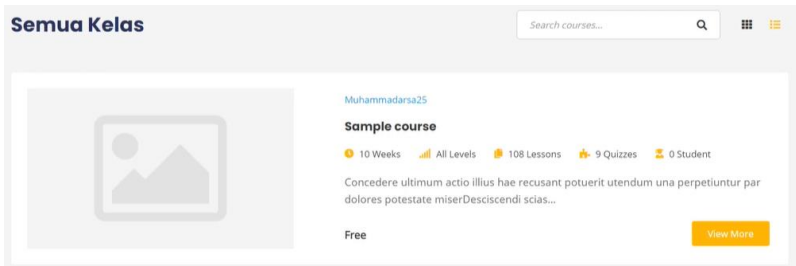 Semua Kelas
Search courses...
Muhammadarsa25
Sample course
10 Weeks All Levels 108 Lessons 9 Quizzes 0 Student
Concedere ultimum actio illius hae recusant potuerit utendum una perpetiuntur par
dolores potestate miserDesciscendi scias...
Free
View More